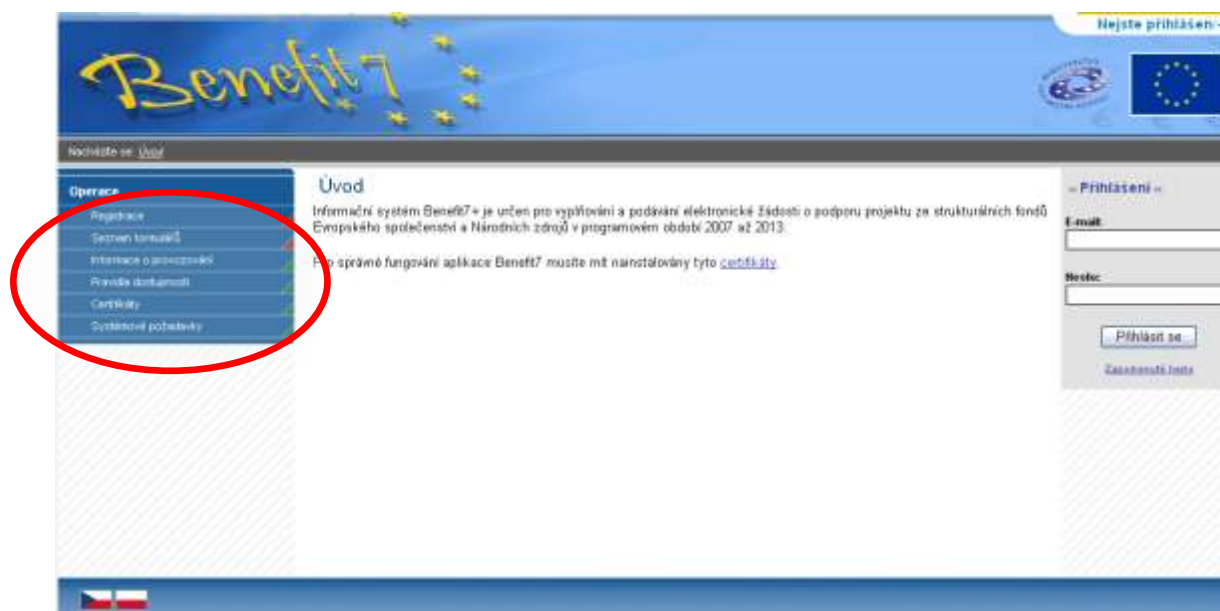 Nejste přihlášen
Benefit7
Nacházíte se: Úvod
Operace
Registrace
Seznam formulářů
Informace o provozování
Pravidla dostupnosti
Certifikáty
Systémové požadavky
Úvod
Informační systém Benefit7+ je určen pro vyplňování a podávání elektronické žádosti o podporu projektu ze strukturálních fondů
Evropského společenství a Národních zdrojů v programovém období 2007 až 2013.
Pro správné fungování aplikace Benefit7 musíte mít nainstalovány tyto certifikáty.
Přihlášení
E-mail:
Heslo:
Přihlásit se
Zapomenuté heslo